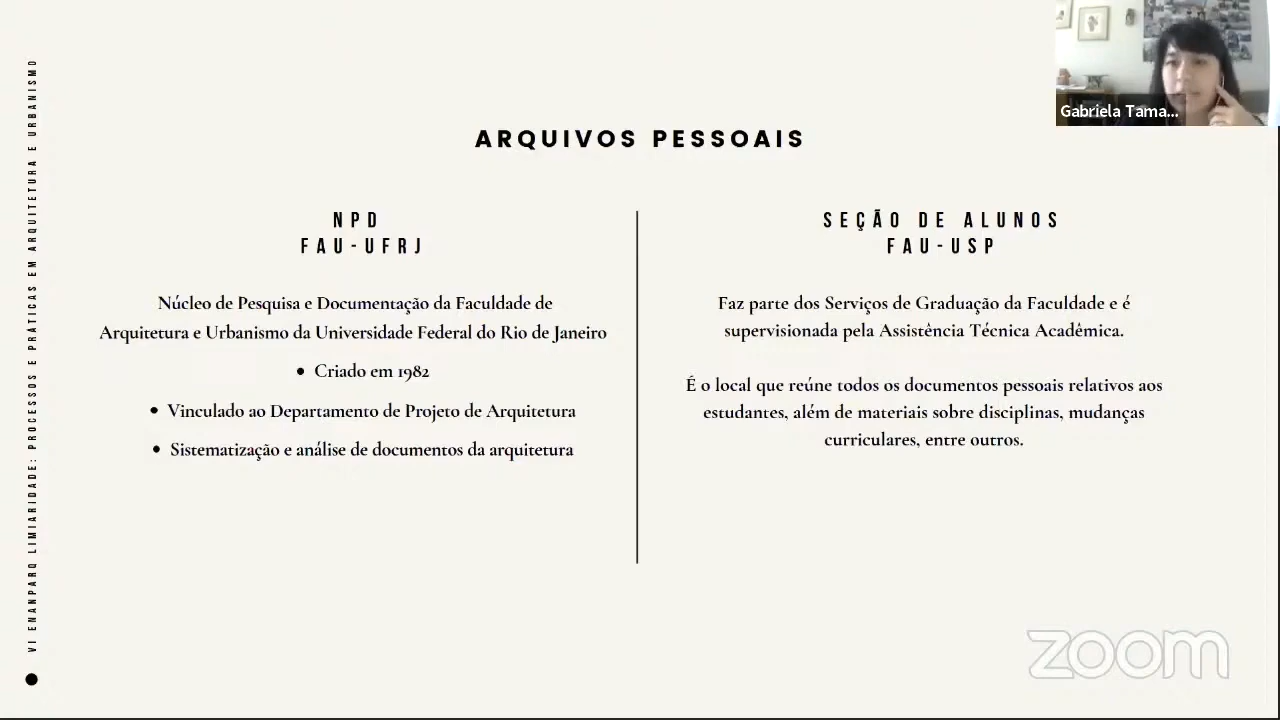 VI ENANPARQ LIMIARIDADE: PROCESSOS E PRÁTICAS EM ARQUITETURA E URBANISMO
Gabriela Tama...
ARQUIVOS PESSOAIS
NPD
FAU-UFRJ
Núcleo de Pesquisa e Documentação da Faculdade de
Arquitetura e Urbanismo da Universidade Federal do Rio de Janeiro
• Criado em 1982
• Vinculado ao Departamento de Projeto de Arquitetura
• Sistematização e análise de documentos da arquitetura
SEÇÃO DE ALUNOS
FAU-USP
Faz parte dos Serviços de Graduação da Faculdade e é
supervisionada pela Assistência Técnica Acadêmica.
É o local que reúne todos os documentos pessoais relativos aos
estudantes, além de materiais sobre disciplinas, mudanças
curriculares, entre outros.
zoom